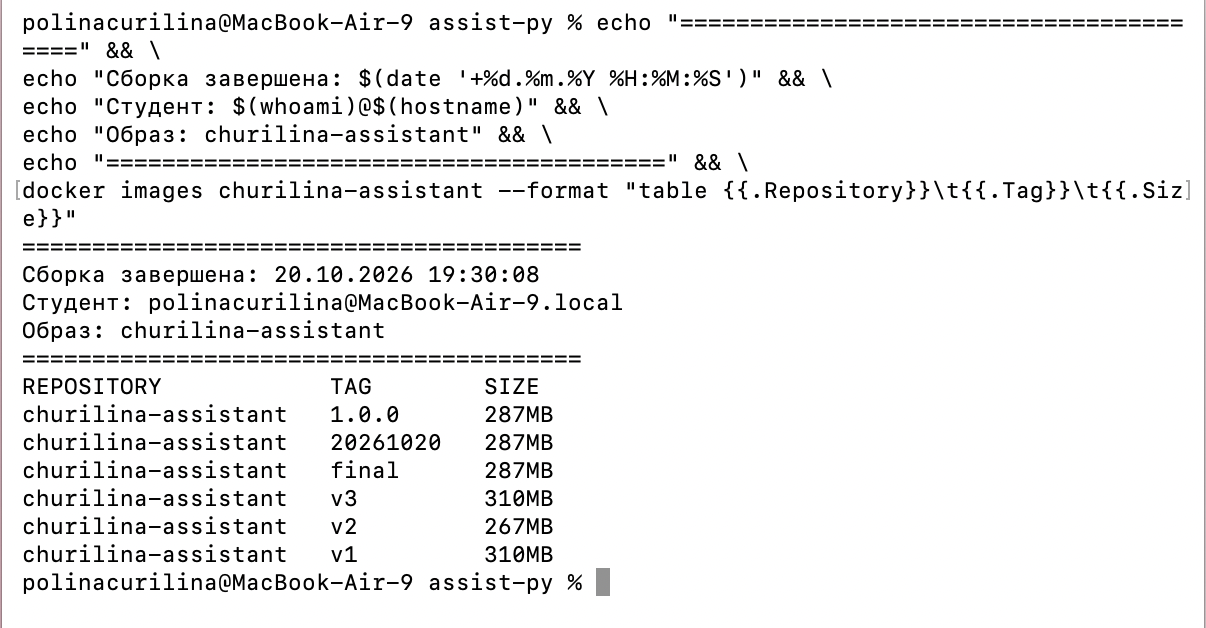 polinacurilina@MacBook-Air-9 assist-py % echo "====================================
====" && \
echo "Сборка завершена: $(date '+%d.%m.%Y %H:%M:%S')" && \
echo "Студент: $(whoami)@$(hostname)" && \
echo "Образ: churilina-assistant" && \
echo "========================================" && \
[docker images churilina-assistant --format "table {{.Repository}}\t{{.Tag}}\t{{.Siz]
e}}"
========================================
Сборка завершена: 20.10.2026 19:30:08
Студент: polinacurilina@MacBook-Air-9.local
Образ: churilina-assistant
========================================
REPOSITORY            TAG        SIZE
churilina-assistant   1.0.0      287MB
churilina-assistant   20261020   287MB
churilina-assistant   final      287MB
churilina-assistant   v3         310MB
churilina-assistant   v2         267MB
churilina-assistant   v1         310MB
polinacurilina@MacBook-Air-9 assist-py %